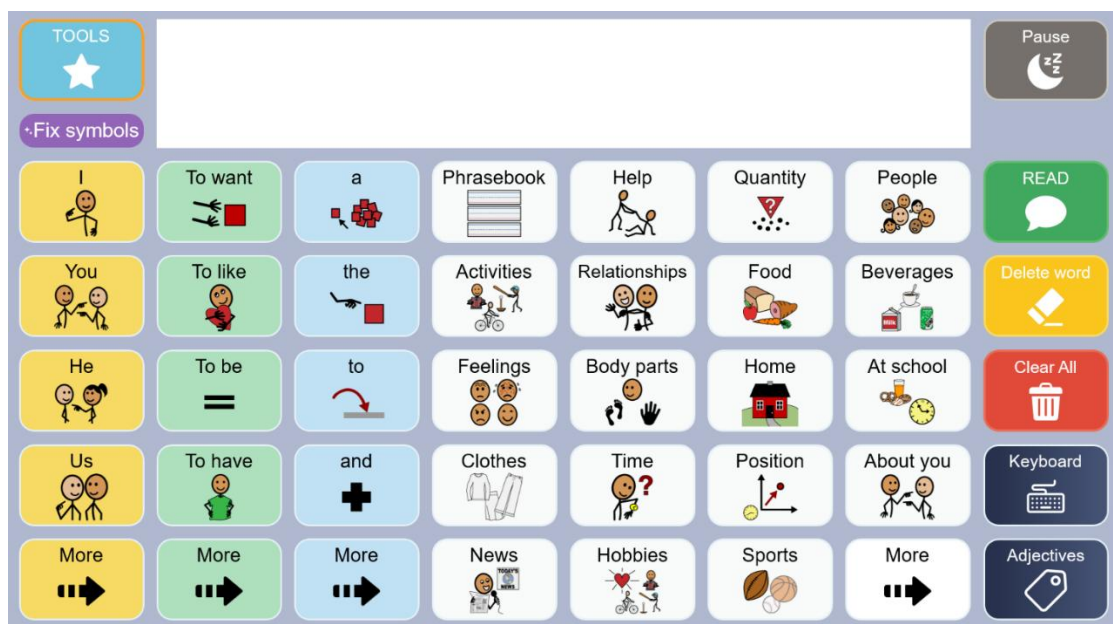 TOOLS
Pause
Fix symbols
I
To want
a
Phrasebook
Help
Quantity
?
People
READ
You
To like
the
Activities
Relationships
Food
Beverages
Delete word
He
To be
to
Feelings
Body parts
Home
At school
Clear All
Us
To have
and
Clothes
Time
?
Position
About you
Keyboard
More
More
More
News
TODAY'S
NEWS
Hobbies
Sports
More
Adjectives